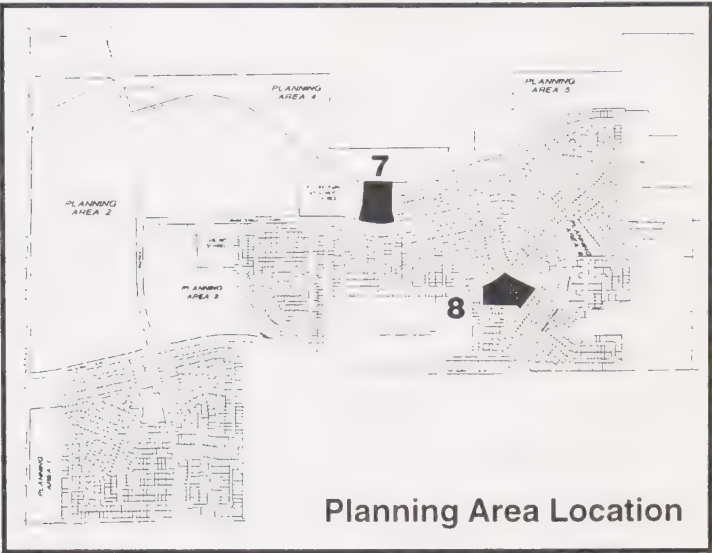 PLANNING
AREA 4
PLANNING
AREA 5
7
PLANNING
AREA 2
PLANNING
AREA 3
8
PLANNING
AREA 1
Planning Area Location